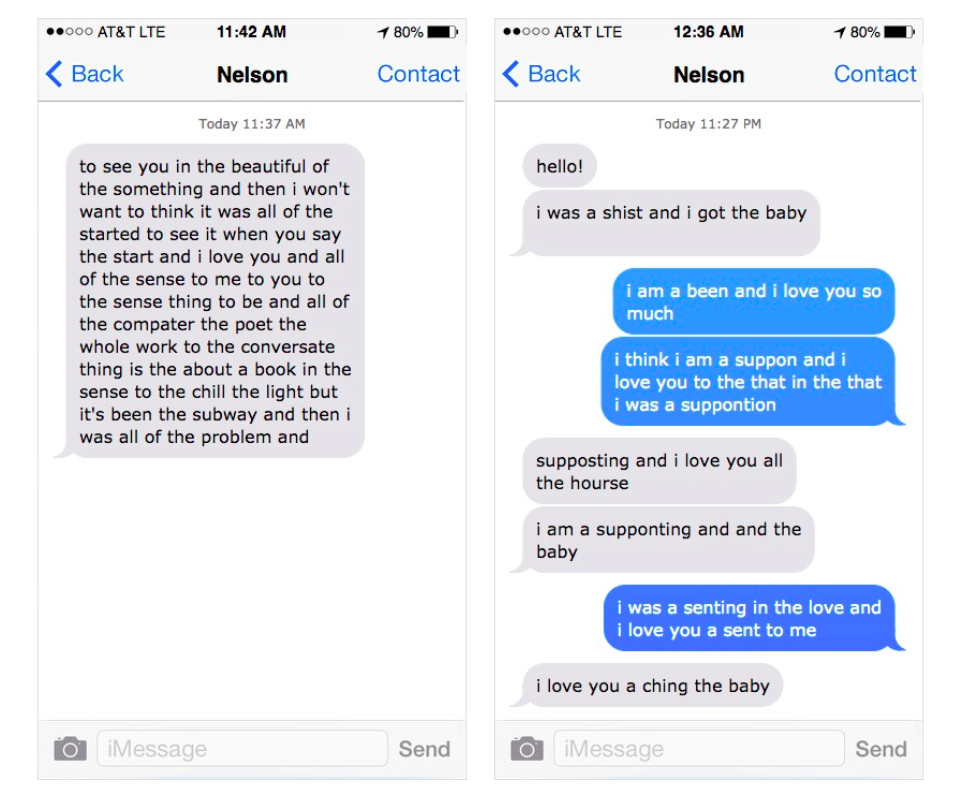 AT&T LTE 11:42 AM 80%
Back Nelson Contact
Today 11:37 AM
to see you in the beautiful of
the something and then i won't
want to think it was all of the
started to see it when you say
the start and i love you and all
of the sense to me to you to
the sense thing to be and all of
the compater the poet the
whole work to the conversate
thing is the about a book in the
sense to the chill the light but
it's been the subway and then i
was all of the problem and
iMessage Send
AT&T LTE 12:36 AM 80%
Back Nelson Contact
Today 11:27 PM
hello!
i was a shist and i got the baby
i am a been and i love you so
much
i think i am a suppon and i
love you to the that in the that
i was a suppontion
supposting and i love you all
the hourse
i am a supponting and and the
baby
i was a senting in the love and
i love you a sent to me
i love you a ching the baby
iMessage Send